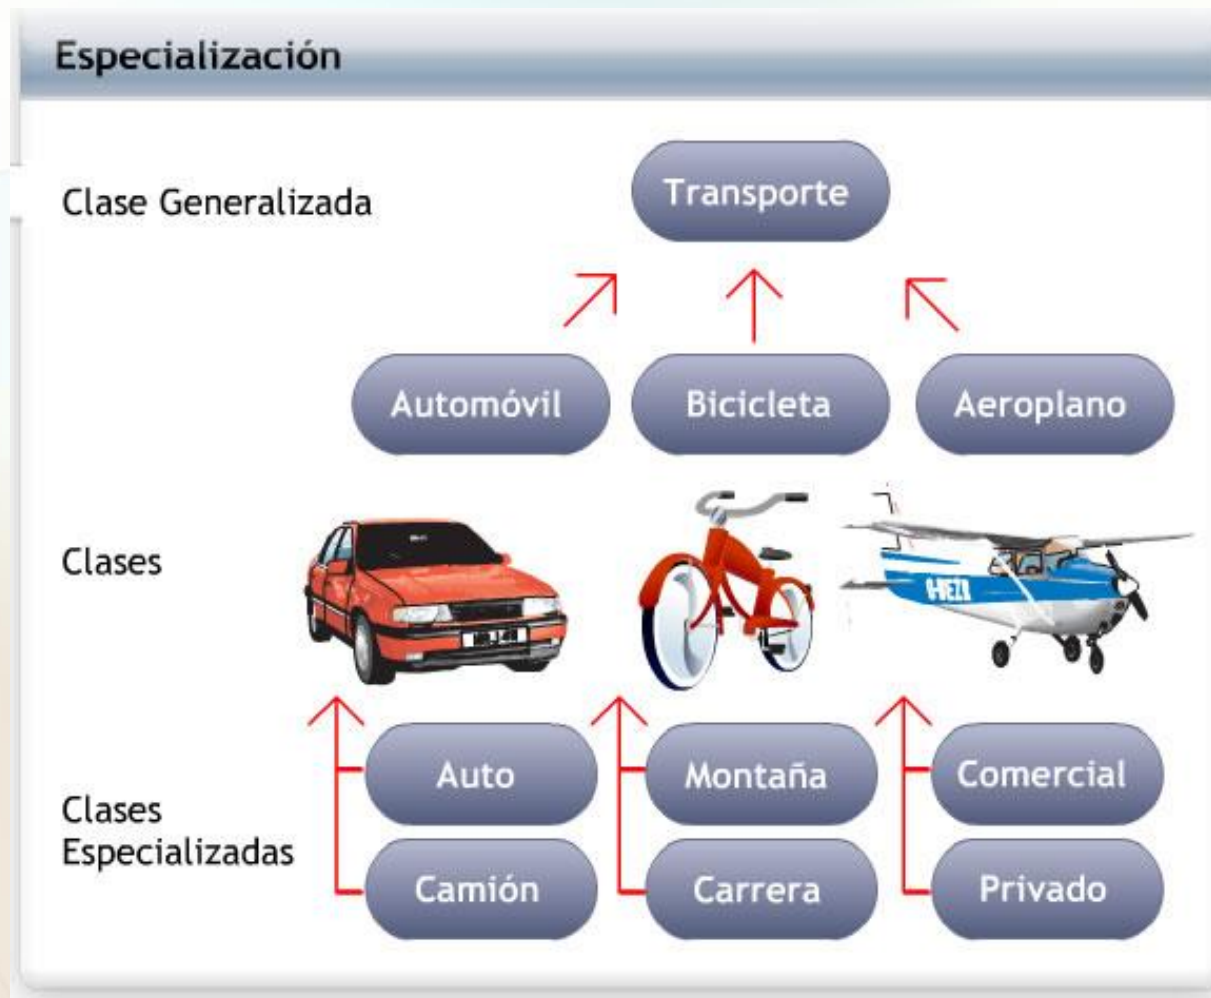 Especialización
Clase Generalizada
Transporte
Automóvil
Bicicleta
Aeroplano
Clases
Auto
Montaña
Comercial
Clases
Especializadas
Camión
Carrera
Privado